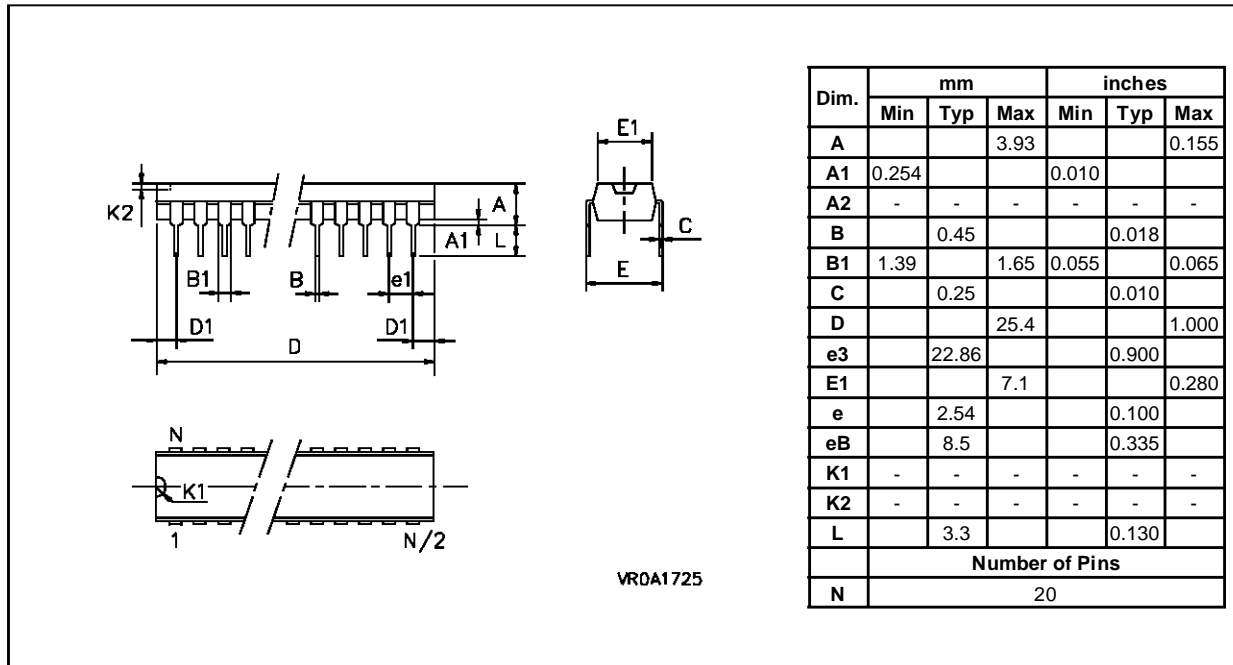 E1
K2
A
A1
L
C
B1
B
e1
E
D1
D1
D
N
K1
1
N/2
VR0A1725
Dim. mm inches
Min Typ Max Min Typ Max
A 3.93 0.155
A1 0.254 0.010
A2 - - - - - -
B 0.45 0.018
B1 1.39 1.65 0.055 0.065
C 0.25 0.010
D 25.4 1.000
e3 22.86 0.900
E1 7.1 0.280
e 2.54 0.100
eB 8.5 0.335
K1 - - - - - -
K2 - - - - - -
L 3.3 0.130
Number of Pins
N 20